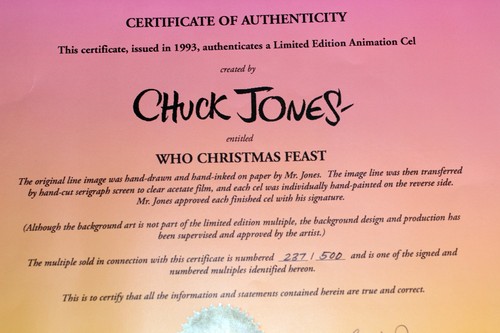 CERTIFICATE OF AUTHENTICITY
This certificate, issued in 1993, authenticates a Limited Edition Animation Cel
created by
CHUCK JONES
entitled
WHO CHRISTMAS FEAST
The original line image was hand-drawn and hand-inked on paper by Mr. Jones. The image line was then transferred
by hand-cut serigraph screen to clear acetate film, and each cel was individually hand-painted on the reverse side.
Mr. Jones approved each finished cel with his signature.
(Although the background art is not part of the limited edition multiple, the background design and production has
been supervised and approved by the artist.)
The multiple sold in connection with this certificate is numbered 237/500 and is one of the signed and
numbered multiples identified hereon.
This is to certify that all the information and statements contained herein are true and correct.